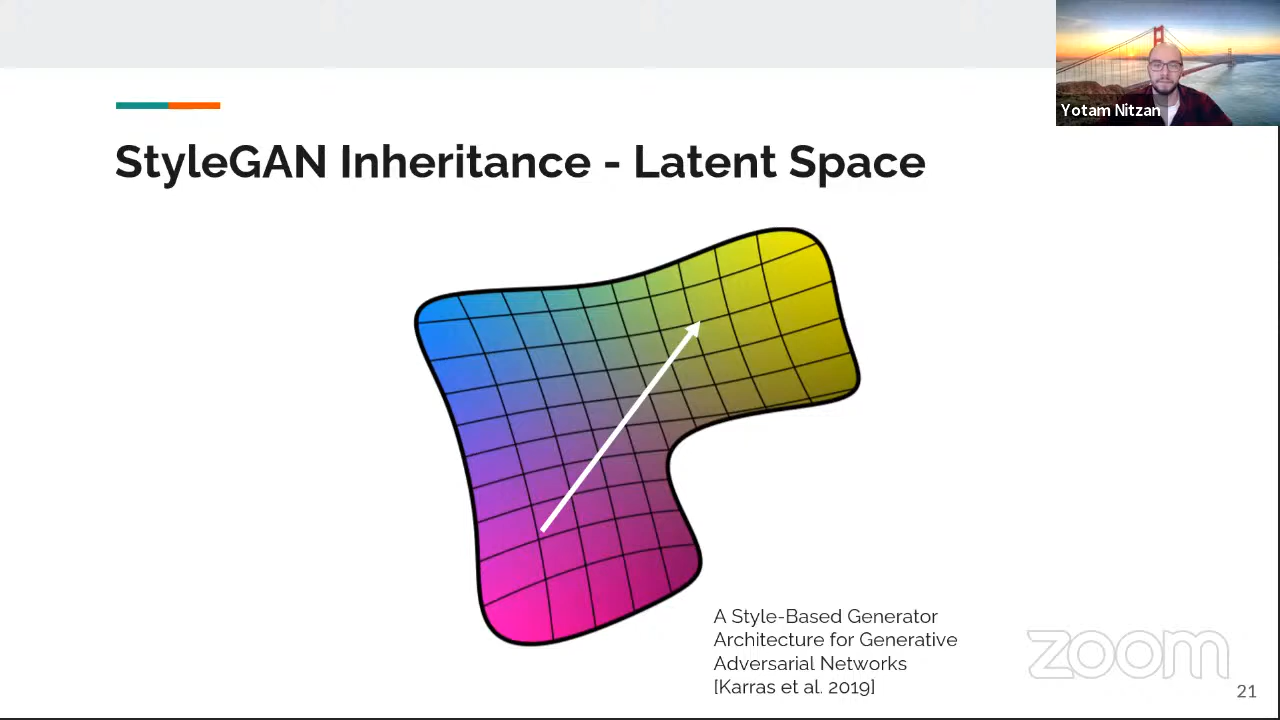 Yotam Nitzan
StyleGAN Inheritance - Latent Space
A Style-Based Generator
Architecture for Generative
Adversarial Networks
[Karras et al. 2019]
zoom
21